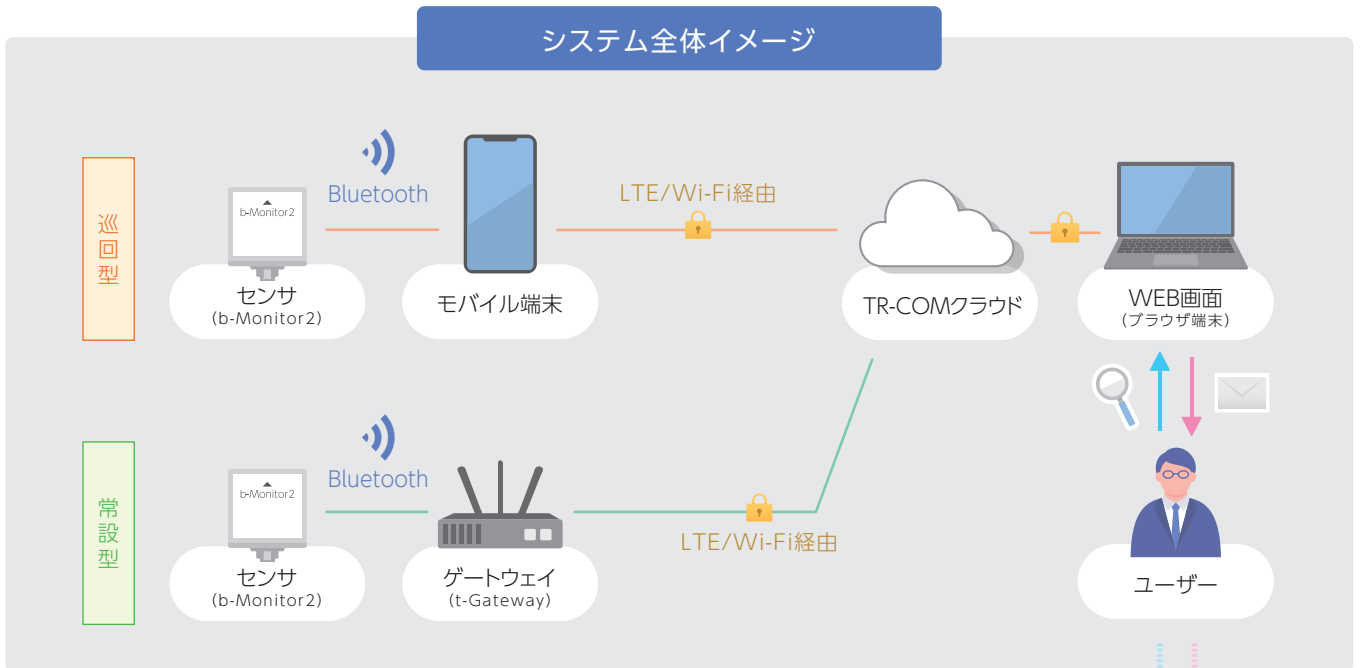 システム全体イメージ
巡回型
b-Monitor2
Bluetooth
LTE/Wi-Fi経由
センサ
(b-Monitor2)
モバイル端末
TR-COMクラウド
WEB画面
(ブラウザ端末)
常設型
b-Monitor2
Bluetooth
LTE/Wi-Fi経由
センサ
(b-Monitor2)
ゲートウェイ
(t-Gateway)
ユーザー